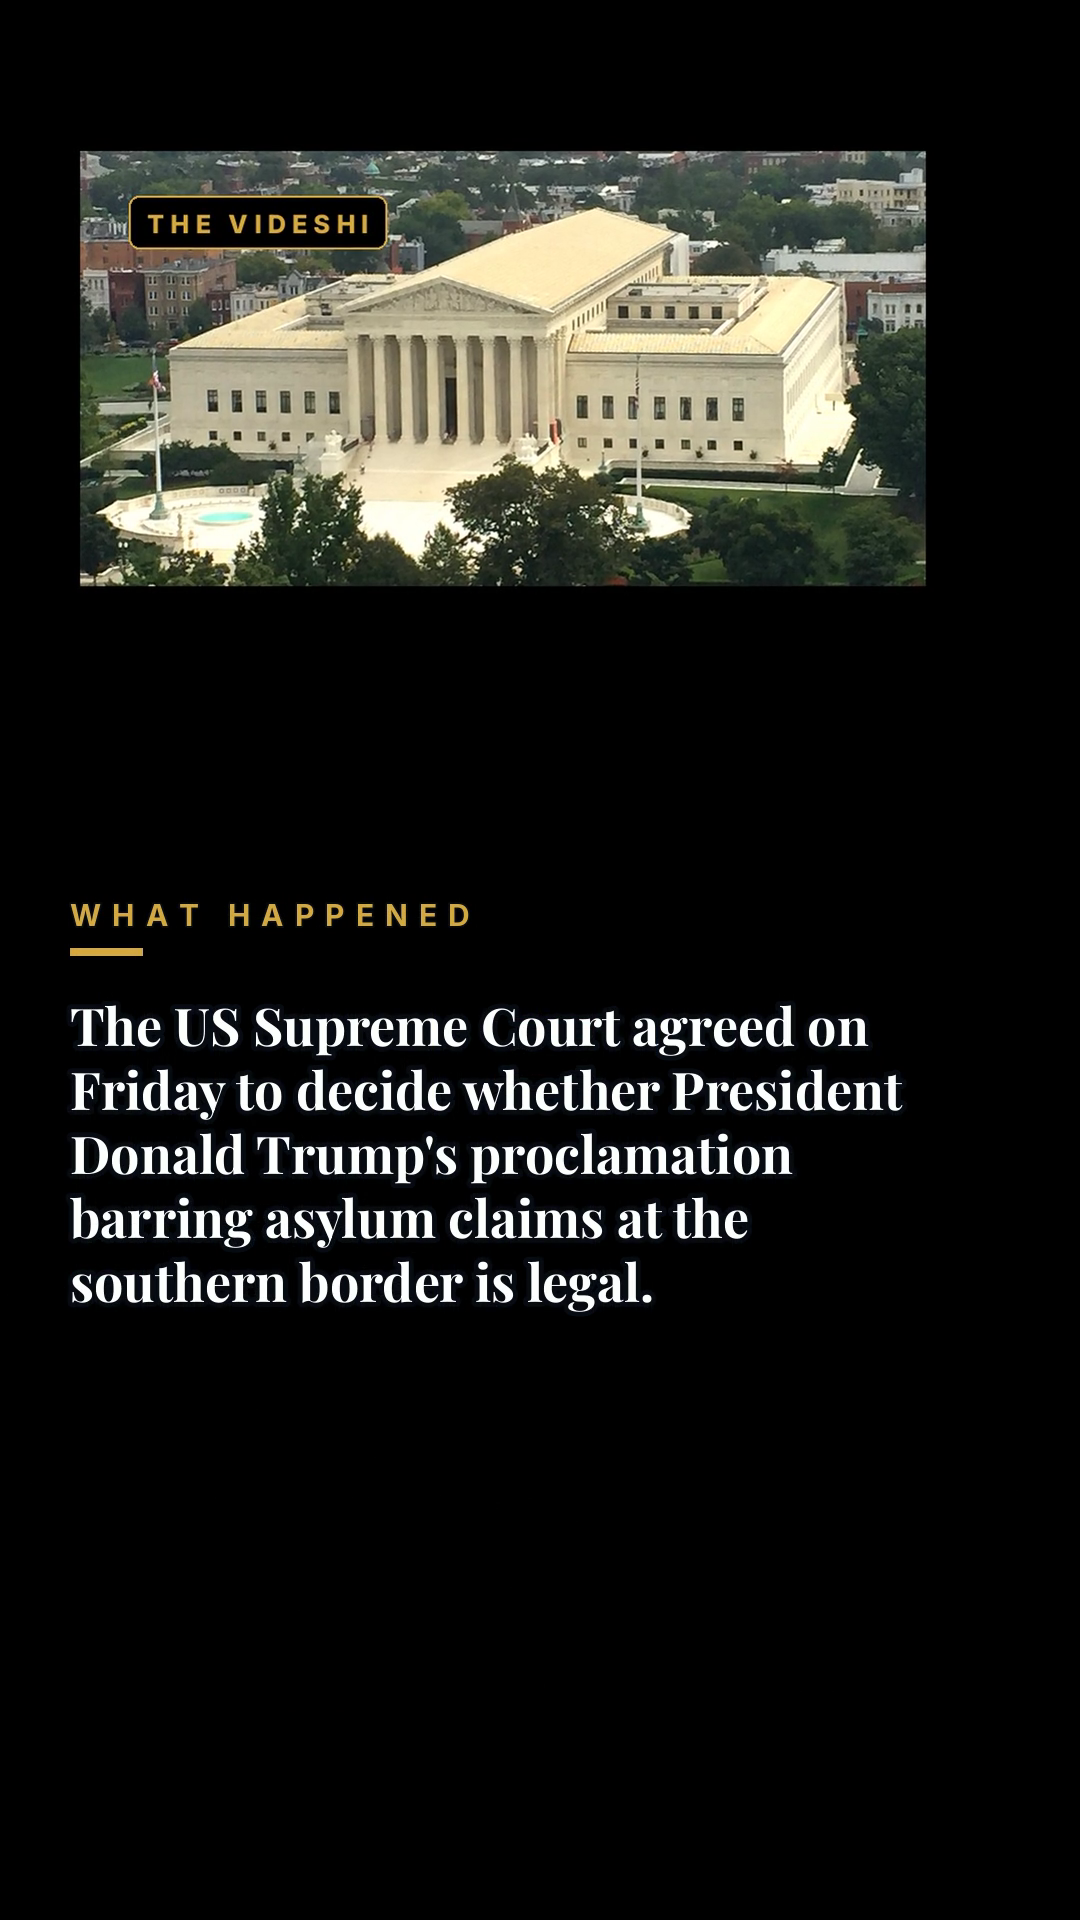 THE VIDESHI
WHAT HAPPENED
The US Supreme Court agreed on
Friday to decide whether President
Donald Trump's proclamation
barring asylum claims at the
southern border is legal.